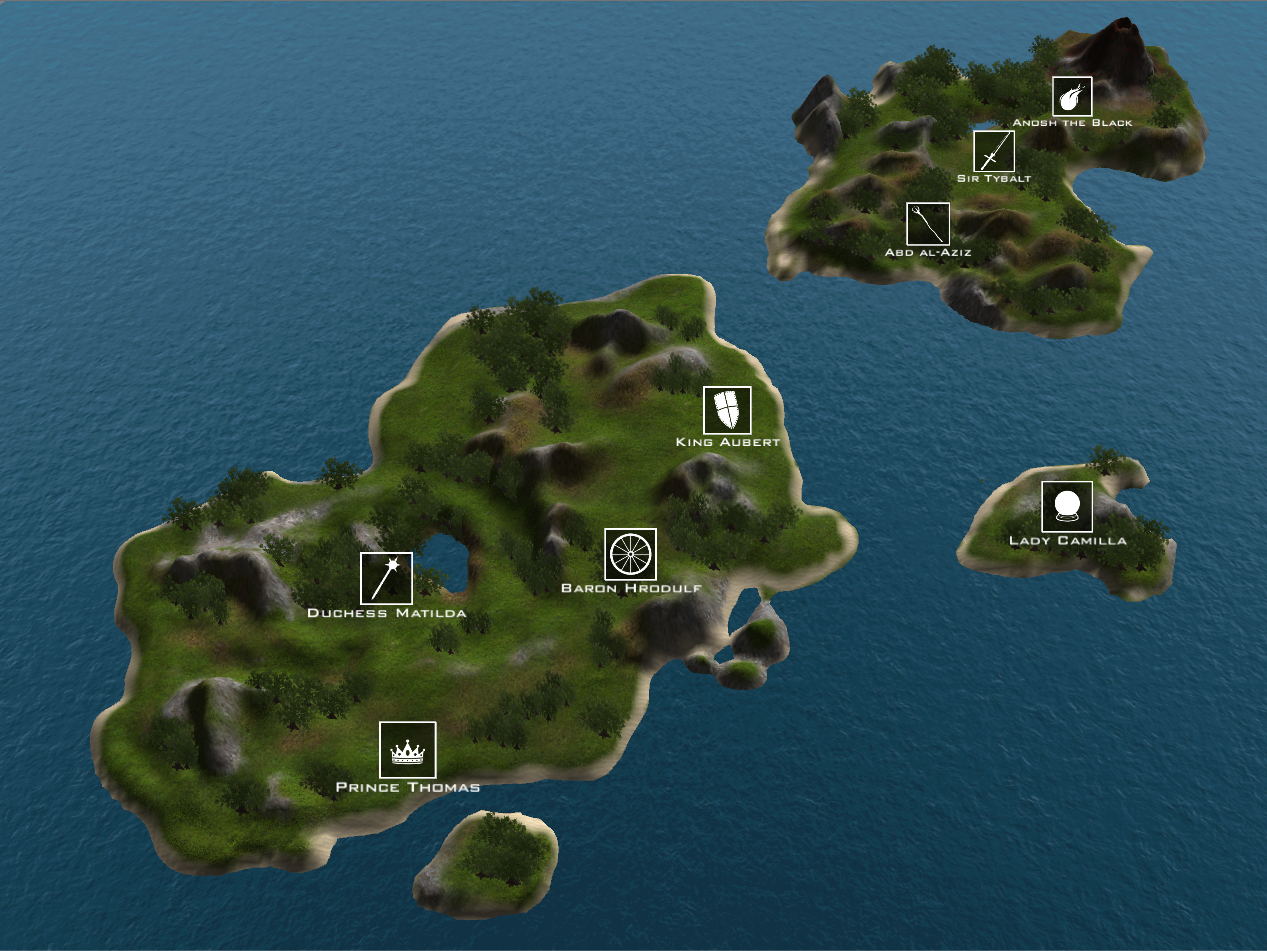 Anosh the Black
Sir Tybalt
Abd al-Aziz
King Aubert
Lady Camilla
Baron Hrodulf
Duchess Matilda
Prince Thomas